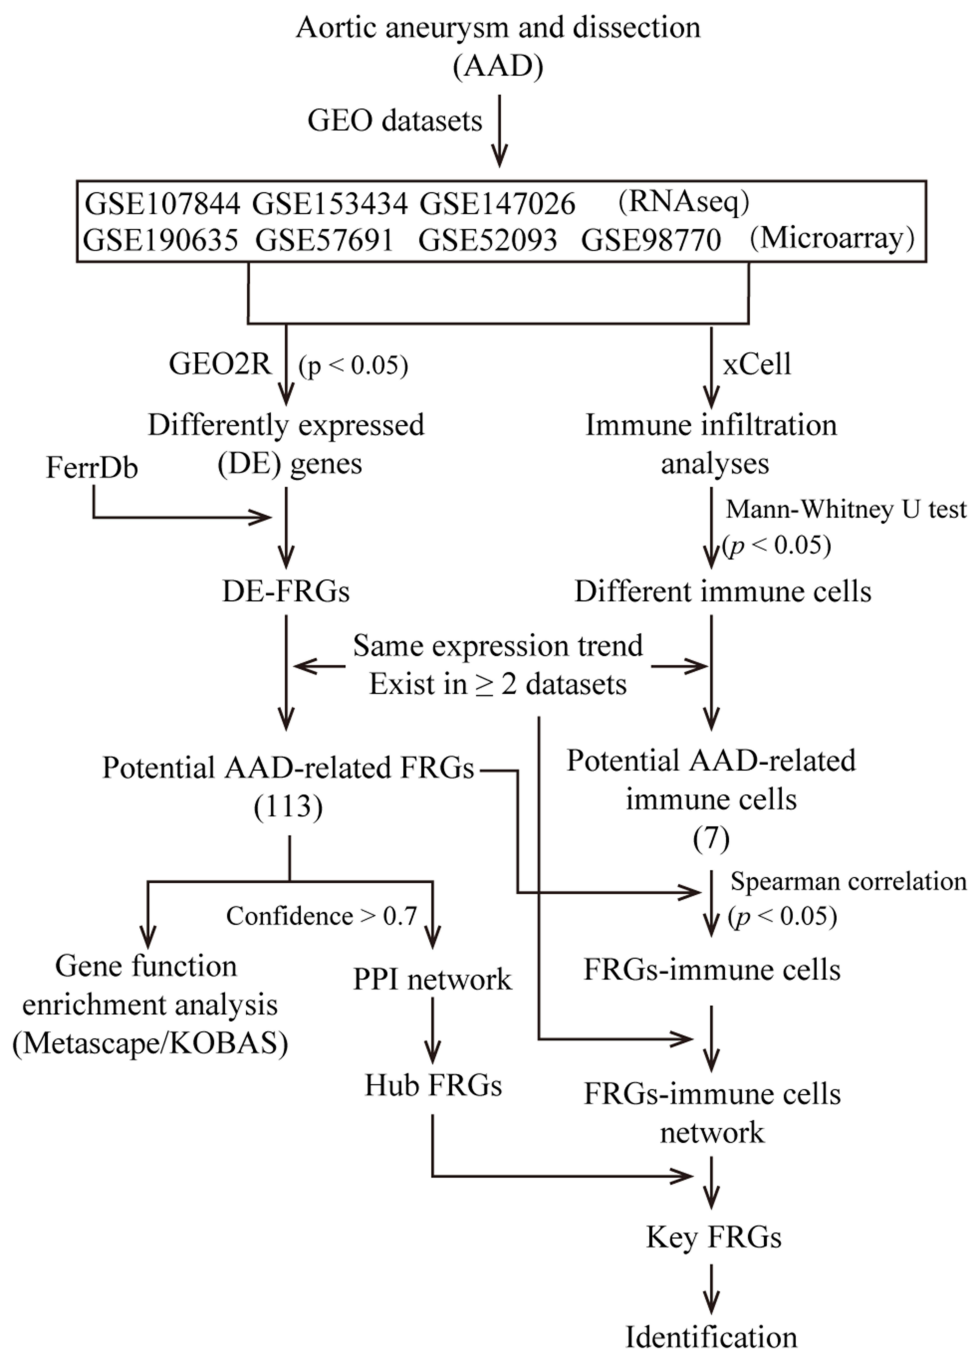 Aortic aneurysm and dissection
(AAD)
GEO datasets
GSE107844 GSE153434 GSE147026 (RNAseq)
GSE190635 GSE57691 GSE52093 GSE98770 (Microarray)
GEO2R (p < 0.05)
xCell
Differently expressed
(DE) genes
Immune infiltration
analyses
FerrDb
Mann-Whitney U test
(p < 0.05)
DE-FRGs
Different immune cells
Same expression trend
Exist in ≥ 2 datasets
Potential AAD-related FRGs
(113)
Potential AAD-related
immune cells
(7)
Spearman correlation
(p < 0.05)
Confidence > 0.7
Gene function
enrichment analysis
(Metascape/KOBAS)
PPI network
FRGs-immune cells
Hub FRGs
FRGs-immune cells
network
Key FRGs
Identification